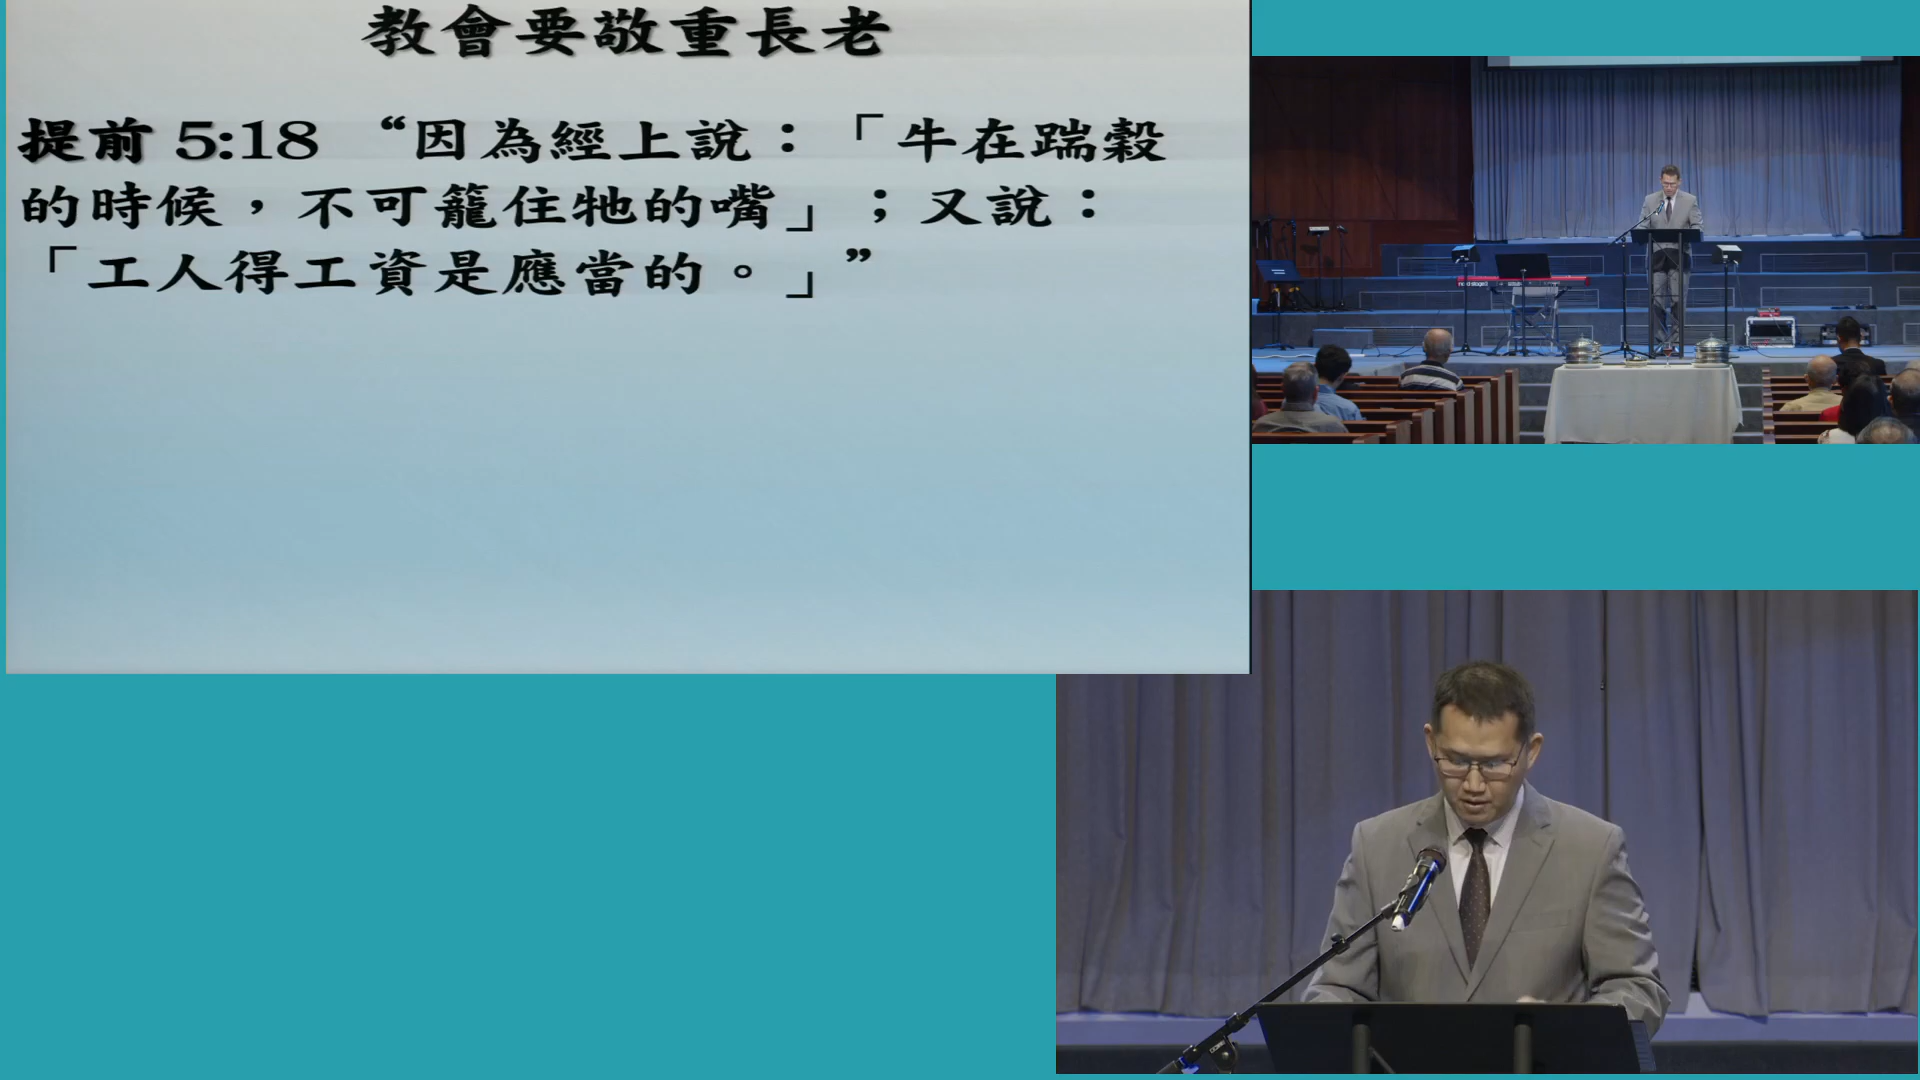 教會要敬重長老
提前 5:18 “因為經上說：「牛在踹穀
的時候，不可籠住牠的嘴」；又說：
「工人得工資是應當的。」”